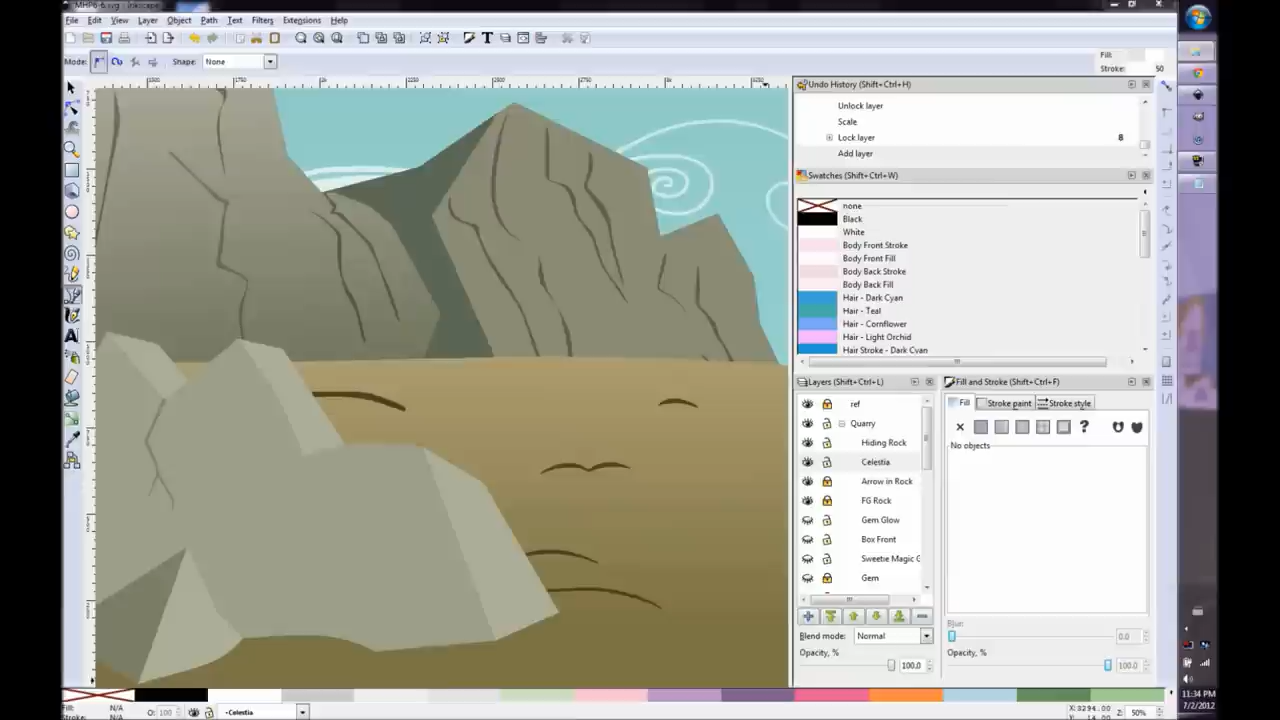 MHP6-6.svg - Inkscape
File Edit View Layer Object Path Text Filters Extensions Help
Mode: Shape: None Fill: Stroke: 50
Undo History (Shift+Ctrl+H)
Unlock layer
Scale
Lock layer 8
Add layer
Swatches (Shift+Ctrl+W)
none
Black
White
Body Front Stroke
Body Front Fill
Body Back Stroke
Body Back Fill
Hair - Dark Cyan
Hair - Teal
Hair - Cornflower
Hair - Light Orchid
Hair Stroke - Dark Cyan
Layers (Shift+Ctrl+L)
ref
Quarry
Hiding Rock
Celestia
Arrow in Rock
FG Rock
Gem Glow
Box Front
Sweetie Magic G
Gem
Blend mode: Normal
Opacity, % 100.0
Fill and Stroke (Shift+Ctrl+F)
Fill Stroke paint Stroke style
No objects
Blur: 0.0
Opacity, % 100.0
Fill: N/A
Stroke: N/A
O: 100
Celestia
X: 3294.00
Y: 14.00
Z: 50%
11:34 PM
7/2/2012